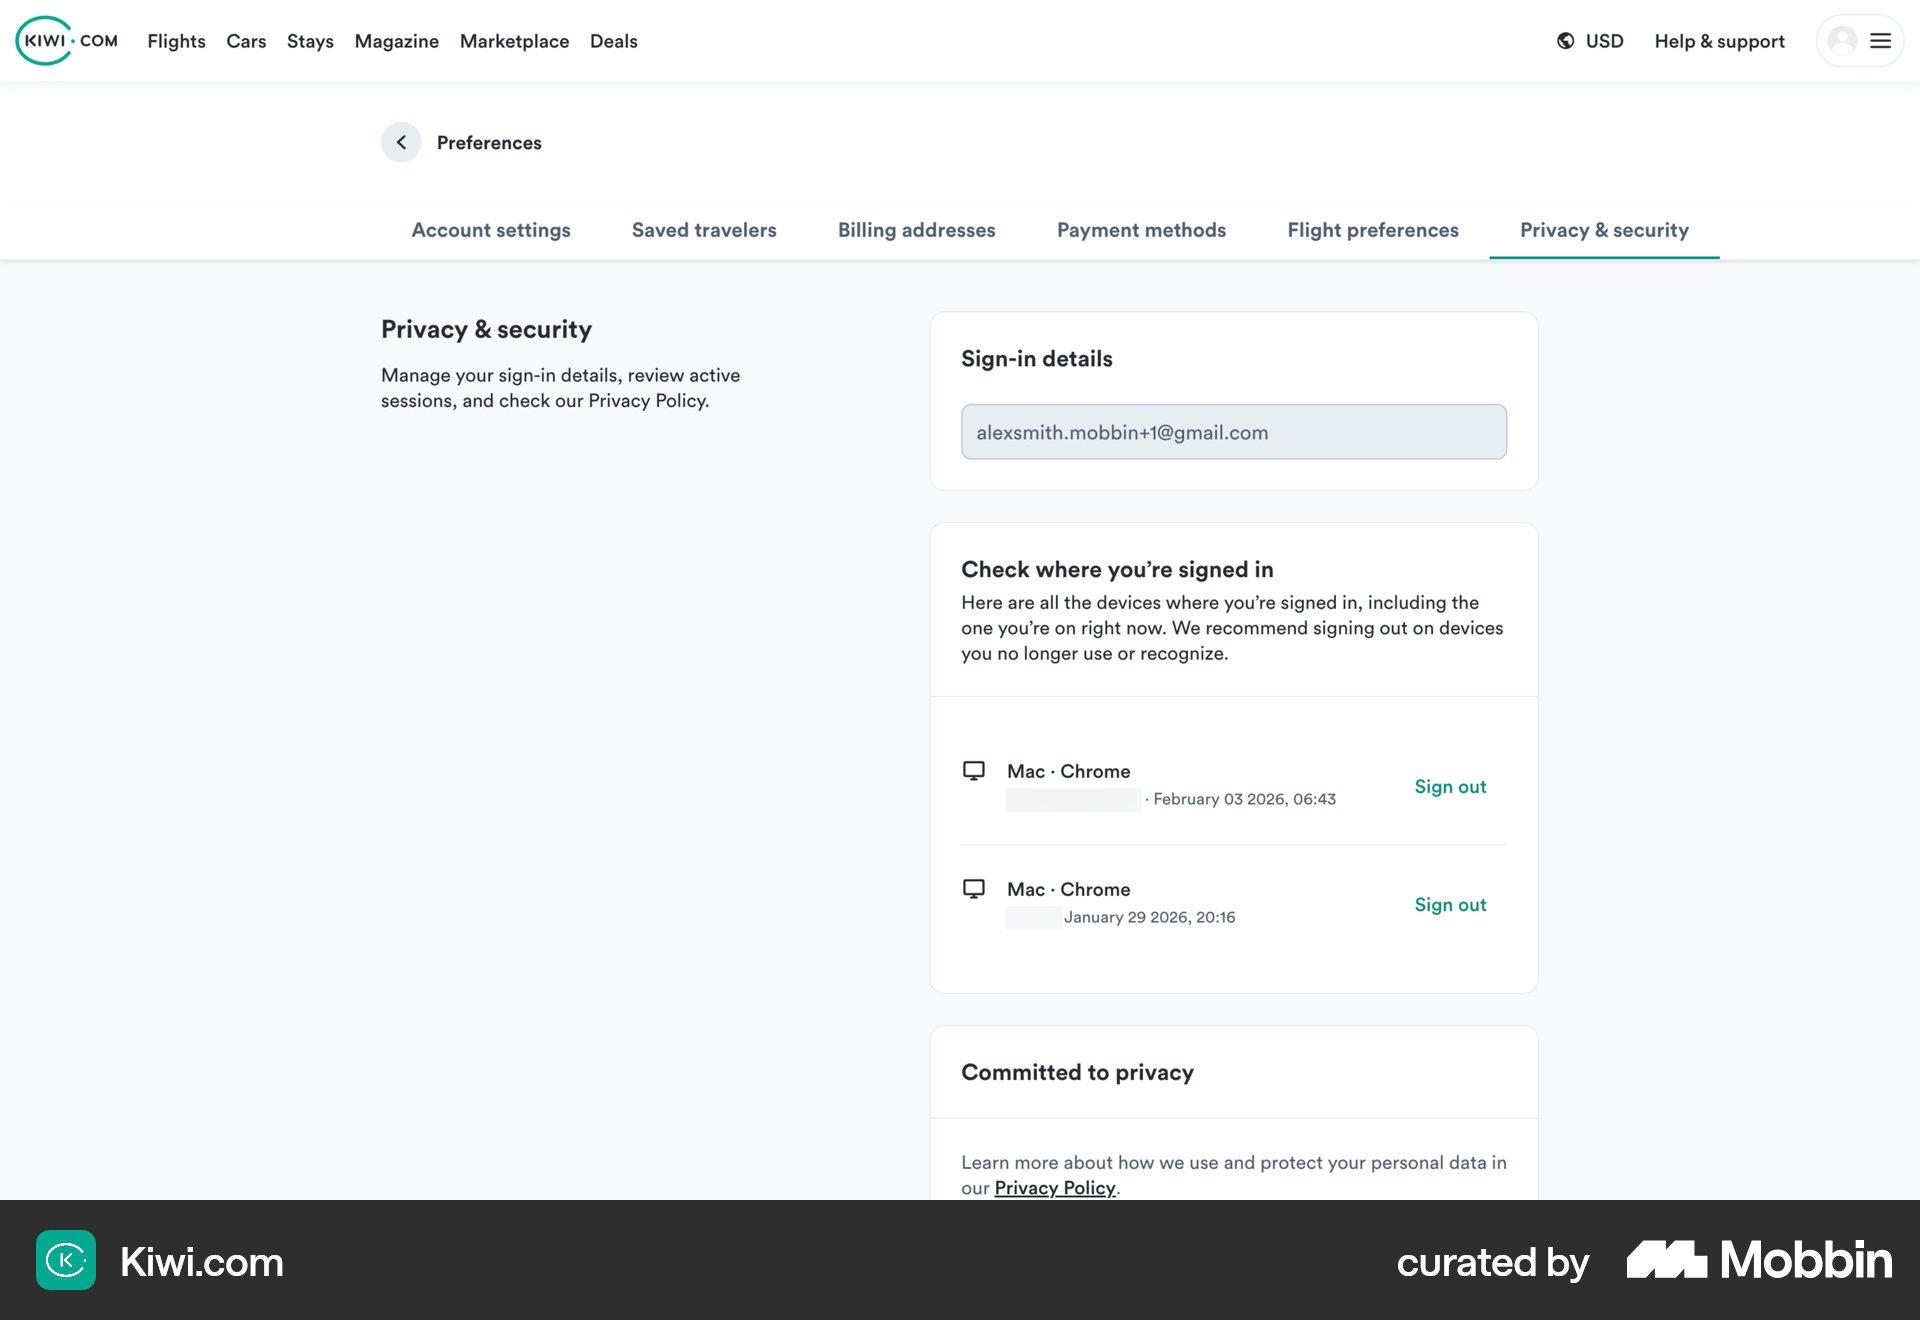 KIWI·COM
Flights Cars Stays Magazine Marketplace Deals
USD Help & support
Preferences
Account settings Saved travelers Billing addresses Payment methods Flight preferences Privacy & security
Privacy & security
Manage your sign-in details, review active
sessions, and check our Privacy Policy.
Sign-in details
alexsmith.mobbin+1@gmail.com
Check where you’re signed in
Here are all the devices where you’re signed in, including the
one you’re on right now. We recommend signing out on devices
you no longer use or recognize.
Mac · Chrome
· February 03 2026, 06:43
Sign out
Mac · Chrome
January 29 2026, 20:16
Sign out
Committed to privacy
Learn more about how we use and protect your personal data in
our Privacy Policy.
K Kiwi.com
curated by Mobbin